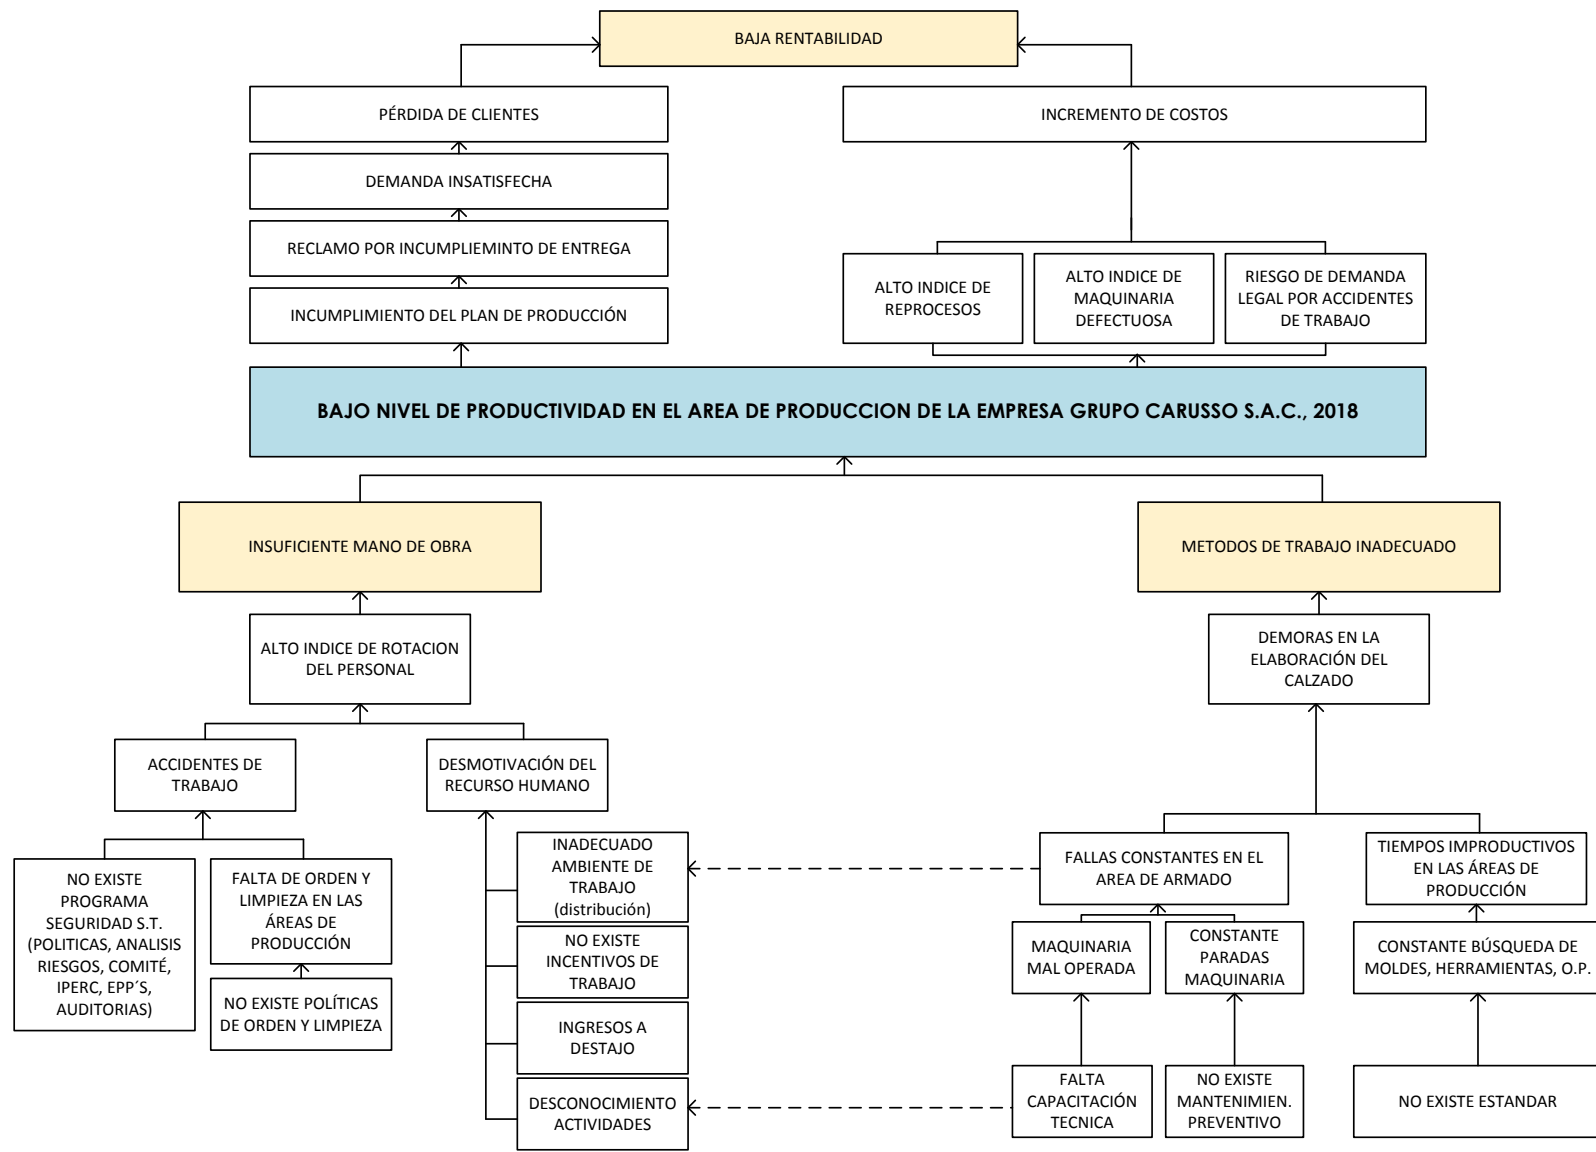 BAJA RENTABILIDAD
PÉRDIDA DE CLIENTES
INCREMENTO DE COSTOS
DEMANDA INSATISFECHA
RECLAMO POR INCUMPLIEMINTO DE ENTREGA
INCUMPLIMIENTO DEL PLAN DE PRODUCCIÓN
ALTO INDICE DE
REPROCESOS
ALTO INDICE DE
MAQUINARIA
DEFECTUOSA
RIESGO DE DEMANDA
LEGAL POR ACCIDENTES
DE TRABAJO
BAJO NIVEL DE PRODUCTIVIDAD EN EL AREA DE PRODUCCION DE LA EMPRESA GRUPO CARUSSO S.A.C., 2018
INSUFICIENTE MANO DE OBRA
METODOS DE TRABAJO INADECUADO
ALTO INDICE DE ROTACION
DEL PERSONAL
DEMORAS EN LA
ELABORACIÓN DEL
CALZADO
ACCIDENTES DE
TRABAJO
DESMOTIVACIÓN DEL
RECURSO HUMANO
NO EXISTE
PROGRAMA
SEGURIDAD S.T.
(POLITICAS, ANALISIS
RIESGOS, COMITÉ,
IPERC, EPP´S,
AUDITORIAS)
FALTA DE ORDEN Y
LIMPIEZA EN LAS
ÁREAS DE
PRODUCCIÓN
NO EXISTE POLÍTICAS
DE ORDEN Y LIMPIEZA
INADECUADO
AMBIENTE DE
TRABAJO
(distribución)
NO EXISTE
INCENTIVOS DE
TRABAJO
INGRESOS A
DESTAJO
DESCONOCIMIENTO
ACTIVIDADES
FALLAS CONSTANTES EN EL
AREA DE ARMADO
TIEMPOS IMPRODUCTIVOS
EN LAS ÁREAS DE
PRODUCCIÓN
MAQUINARIA
MAL OPERADA
CONSTANTE
PARADAS
MAQUINARIA
CONSTANTE BÚSQUEDA DE
MOLDES, HERRAMIENTAS, O.P.
FALTA
CAPACITACIÓN
TECNICA
NO EXISTE
MANTENIMIEN.
PREVENTIVO
NO EXISTE ESTANDAR